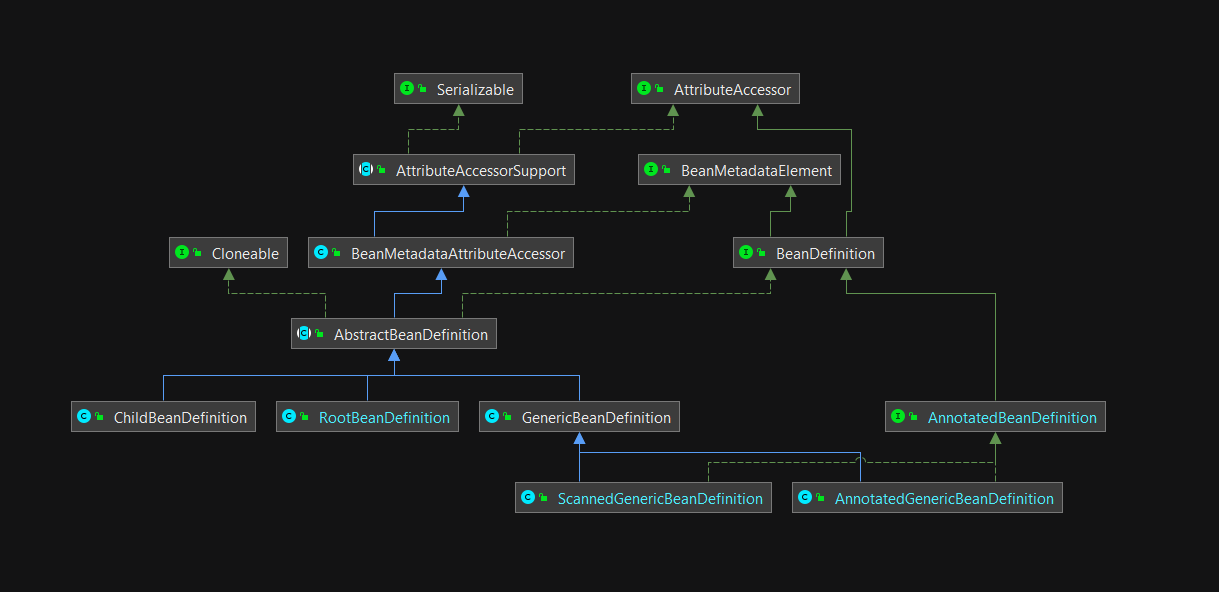 Serializable
AttributeAccessor
AttributeAccessorSupport
BeanMetadataElement
Cloneable
BeanMetadataAttributeAccessor
BeanDefinition
AbstractBeanDefinition
ChildBeanDefinition
RootBeanDefinition
GenericBeanDefinition
AnnotatedBeanDefinition
ScannedGenericBeanDefinition
AnnotatedGenericBeanDefinition